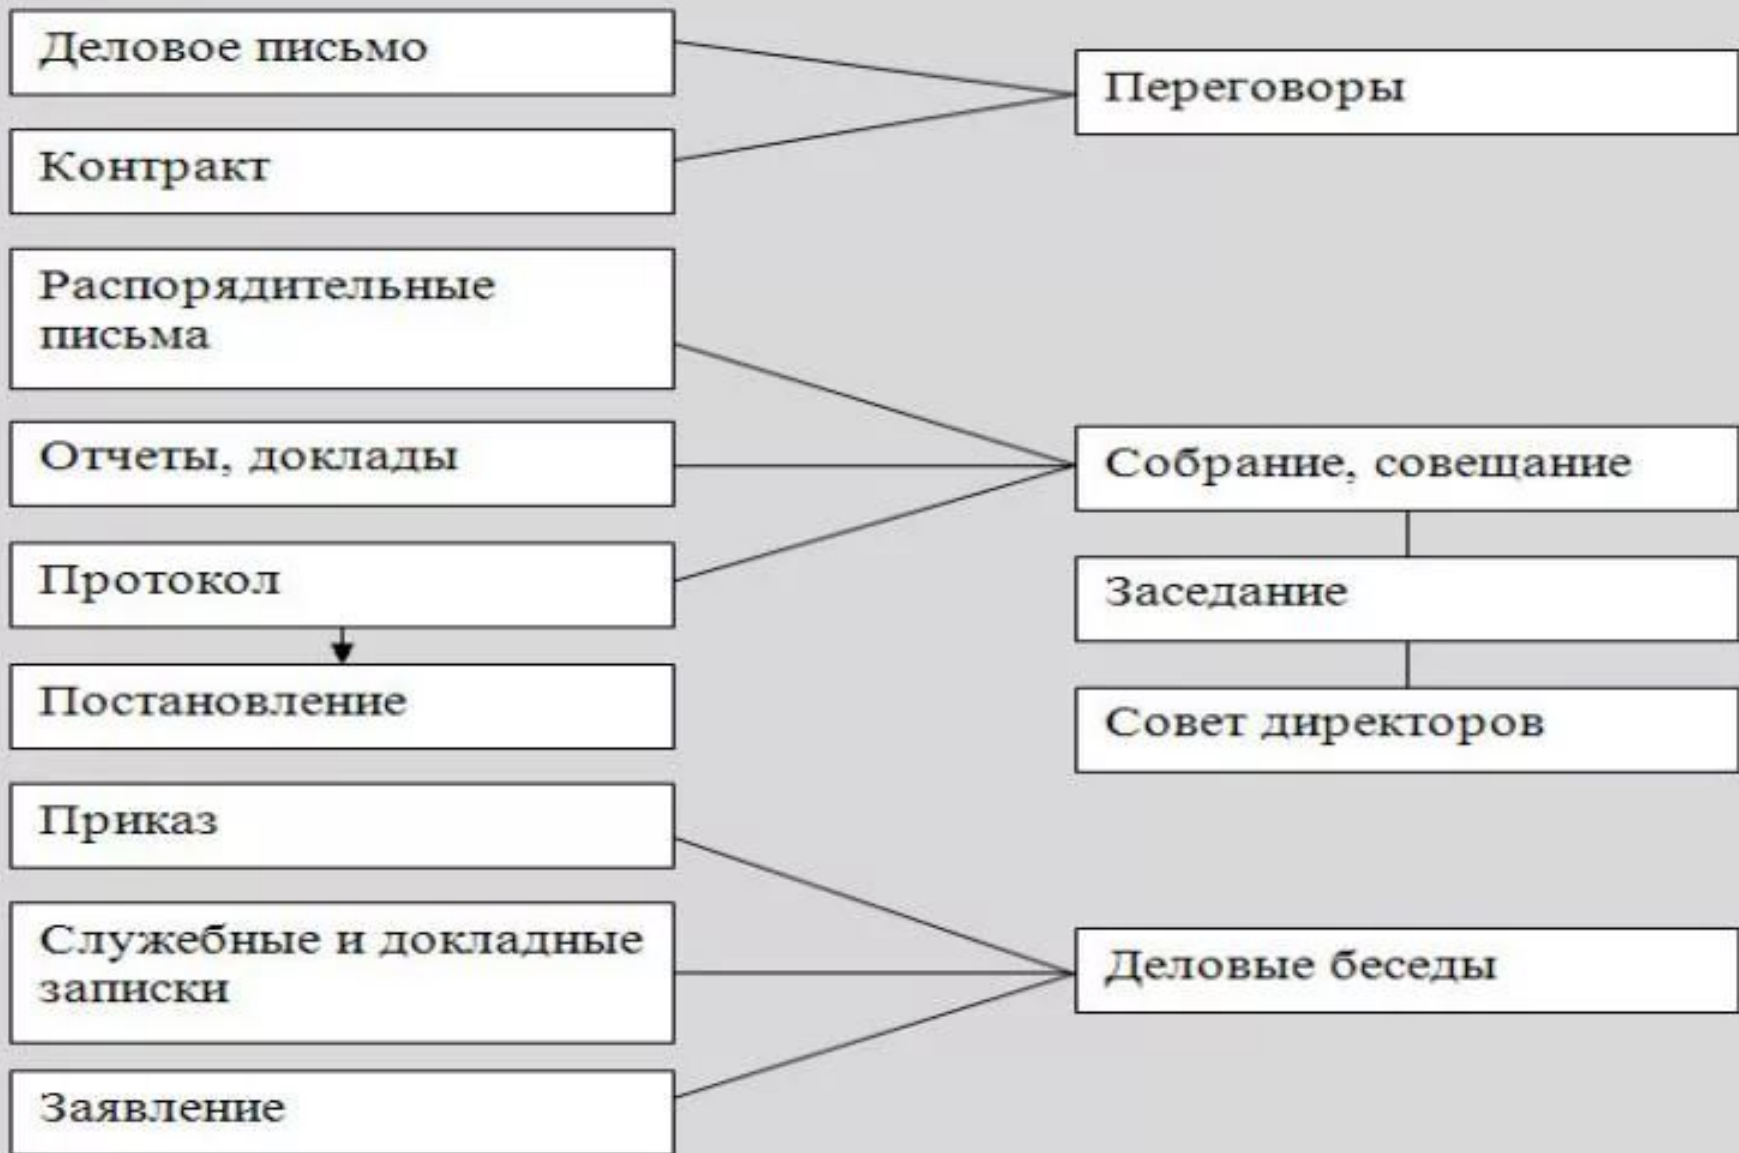 Деловое письмо
Контракт
Распорядительные
письма
Отчеты, доклады
Протокол
Постановление
Приказ
Служебные и докладные
записки
Заявление
Переговоры
Собрание, совещание
Заседание
Совет директоров
Деловые беседы